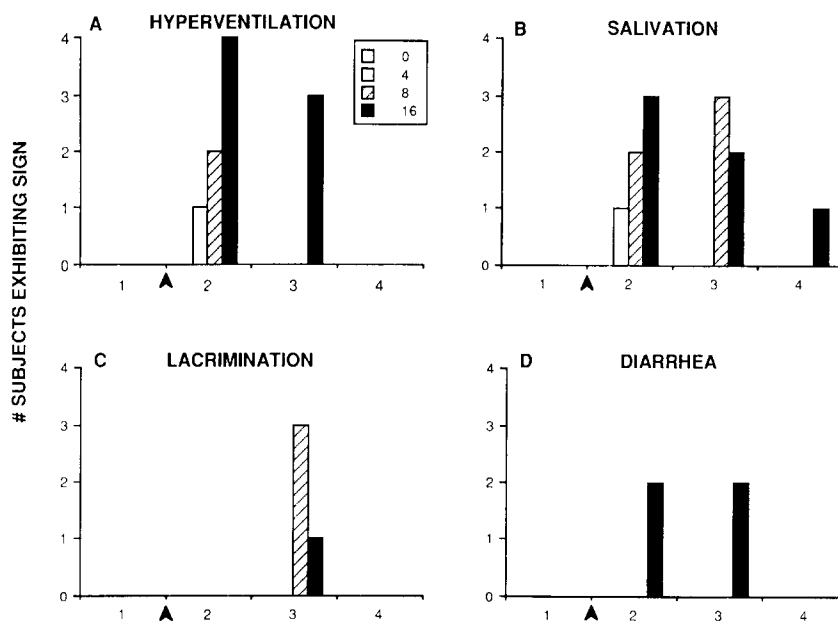 # SUBJECTS EXHIBITING SIGN
A HYPERVENTILATION
4
3
2
1
0
0
4
8
16
1 2 3 4
B SALIVATION
4
3
2
1
0
1 2 3 4
C LACRIMINATION
4
3
2
1
0
1 2 3 4
D DIARRHEA
4
3
2
1
0
1 2 3 4